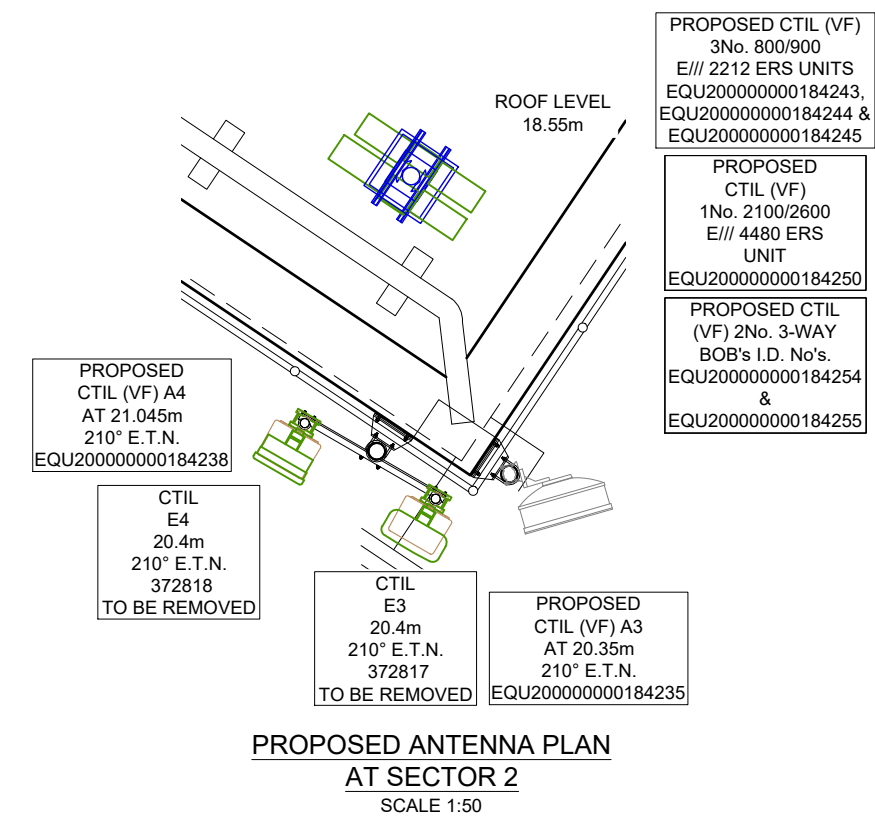 PROPOSED CTIL (VF)
3No. 800/900
E/// 2212 ERS UNITS
EQU200000000184243,
EQU200000000184244 &
EQU200000000184245
ROOF LEVEL
18.55m
PROPOSED
CTIL (VF)
1No. 2100/2600
E/// 4480 ERS
UNIT
EQU200000000184250
PROPOSED CTIL
(VF) 2No. 3-WAY
BOB's I.D. No's.
EQU200000000184254
&
EQU200000000184255
PROPOSED
CTIL (VF) A4
AT 21.045m
210° E.T.N.
EQU200000000184238
CTIL
E4
20.4m
210° E.T.N.
372818
TO BE REMOVED
CTIL
E3
20.4m
210° E.T.N.
372817
TO BE REMOVED
PROPOSED
CTIL (VF) A3
AT 20.35m
210° E.T.N.
EQU200000000184235
PROPOSED ANTENNA PLAN
AT SECTOR 2
SCALE 1:50